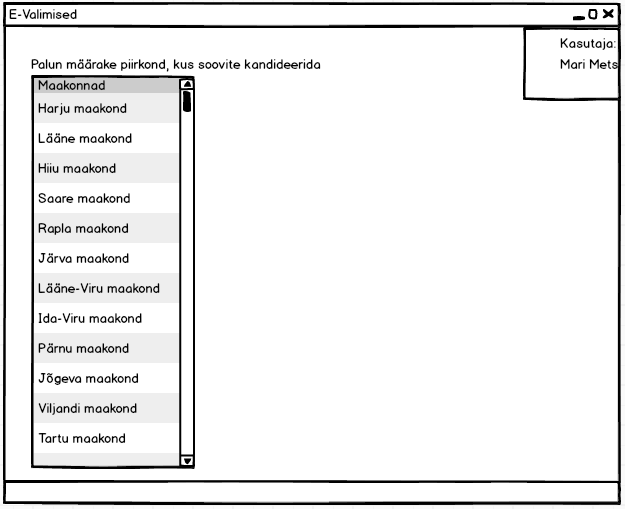 E-Valimised
Kasutaja:
Mari Mets
Palun määrake piirkond, kus soovite kandideerida
Maakonnad
Harju maakond
Lääne maakond
Hiiu maakond
Saare maakond
Rapla maakond
Järva maakond
Lääne-Viru maakond
Ida-Viru maakond
Pärnu maakond
Jõgeva maakond
Viljandi maakond
Tartu maakond